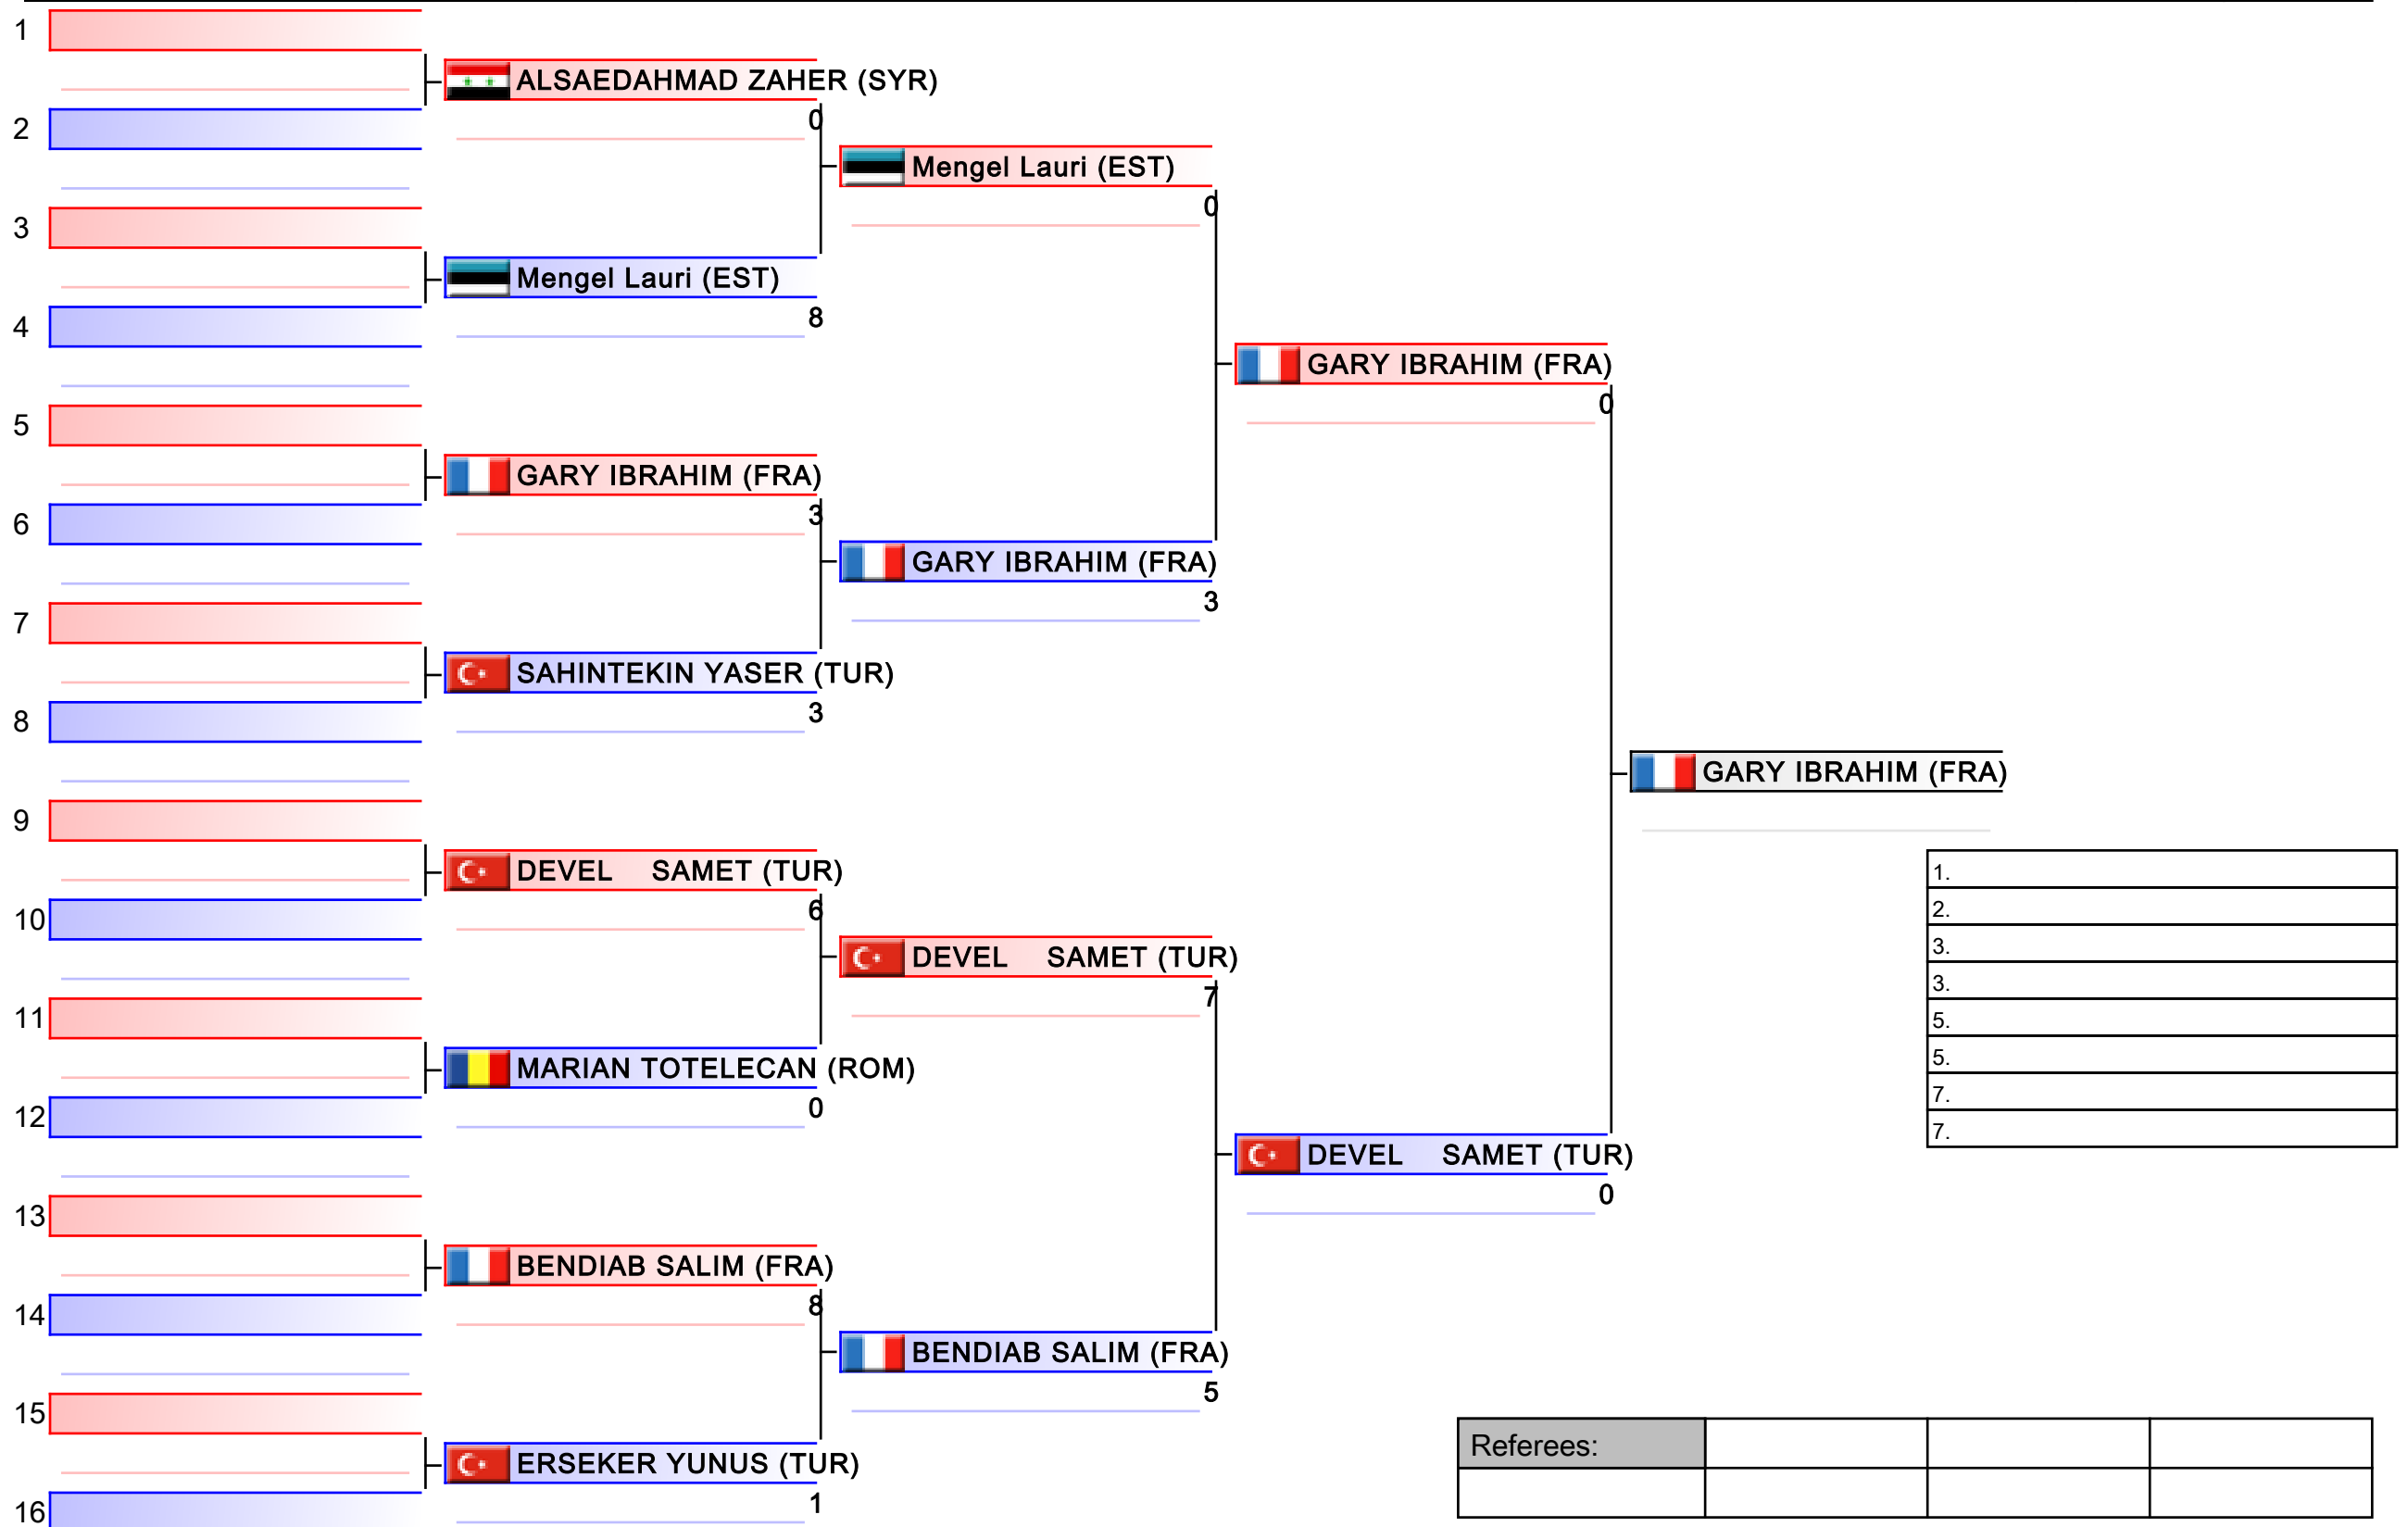 1
ALSAEDAHMAD ZAHER (SYR)
0
2
Mengel Lauri (EST)
0
3
Mengel Lauri (EST)
8
4
GARY IBRAHIM (FRA)
0
5
GARY IBRAHIM (FRA)
3
6
GARY IBRAHIM (FRA)
3
7
SAHINTEKIN YASER (TUR)
3
8
GARY IBRAHIM (FRA)
9
DEVEL SAMET (TUR)
6
10
DEVEL SAMET (TUR)
7
11
MARIAN TOTELECAN (ROM)
0
12
DEVEL SAMET (TUR)
0
13
BENDIAB SALIM (FRA)
8
14
BENDIAB SALIM (FRA)
5
15
ERSEKER YUNUS (TUR)
1
16
1.
2.
3.
3.
5.
5.
7.
7.
Referees: